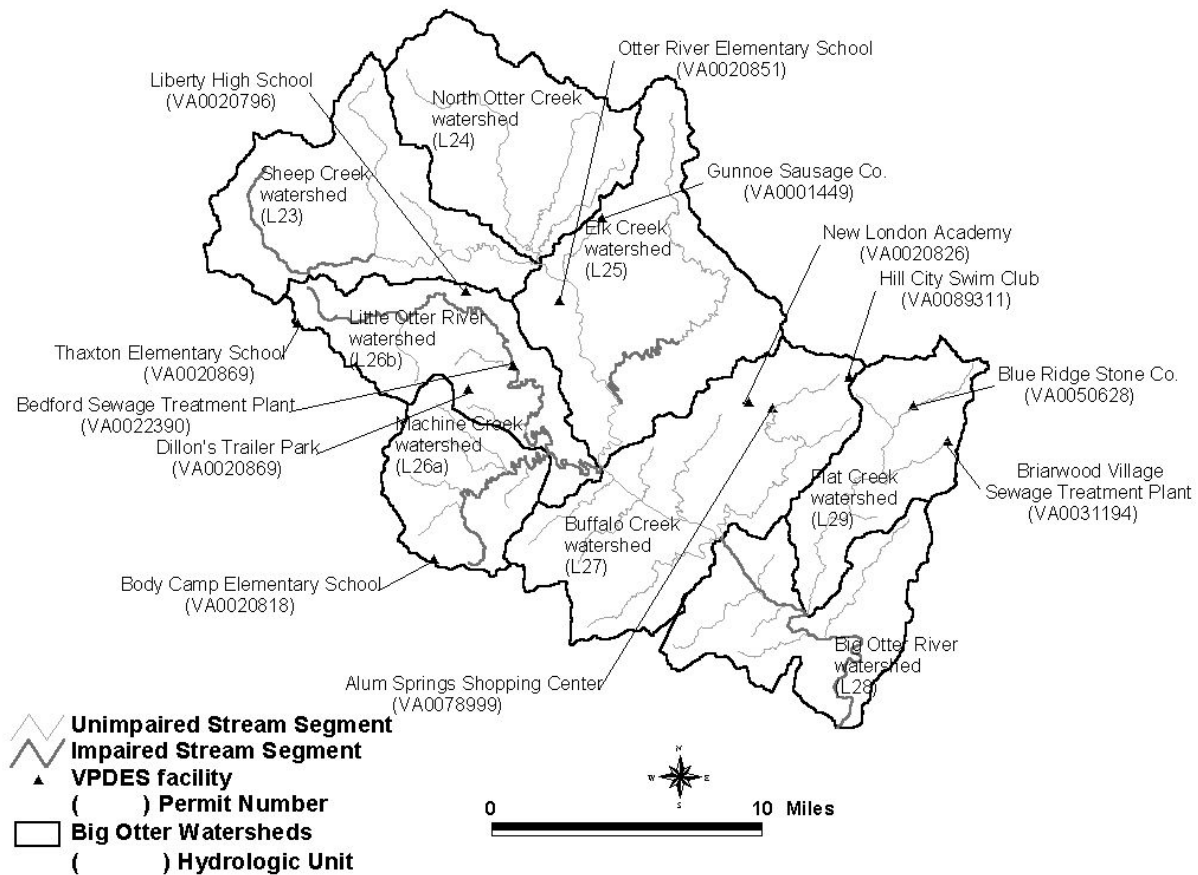 Otter River Elementary School
(VA0020851)
Liberty High School
(VA0020796)
North Otter Creek
watershed
(L24)
Sheep Creek
watershed
(L23)
Gunnoe Sausage Co.
(VA0001449)
Elk Creek
watershed
(L25)
New London Academy
(VA0020826)
Hill City Swim Club
(VA0089311)
Little Otter River
watershed
(L26b)
Thaxton Elementary School
(VA0020869)
Blue Ridge Stone Co.
(VA0050628)
Bedford Sewage Treatment Plant
(VA0022390)
Dillon's Trailer Park
(VA0020869)
Machine Creek
watershed
(L26a)
Briarwood Village
Sewage Treatment Plant
(VA0031194)
Flat Creek
watershed
(L29)
Buffalo Creek
watershed
(L27)
Body Camp Elementary School
(VA0020818)
Big Otter River
watershed
(L28)
Alum Springs Shopping Center
(VA0078999)
Unimpaired Stream Segment
Impaired Stream Segment
VPDES facility
( ) Permit Number
Big Otter Watersheds
( ) Hydrologic Unit
N
W E
S
0 10 Miles